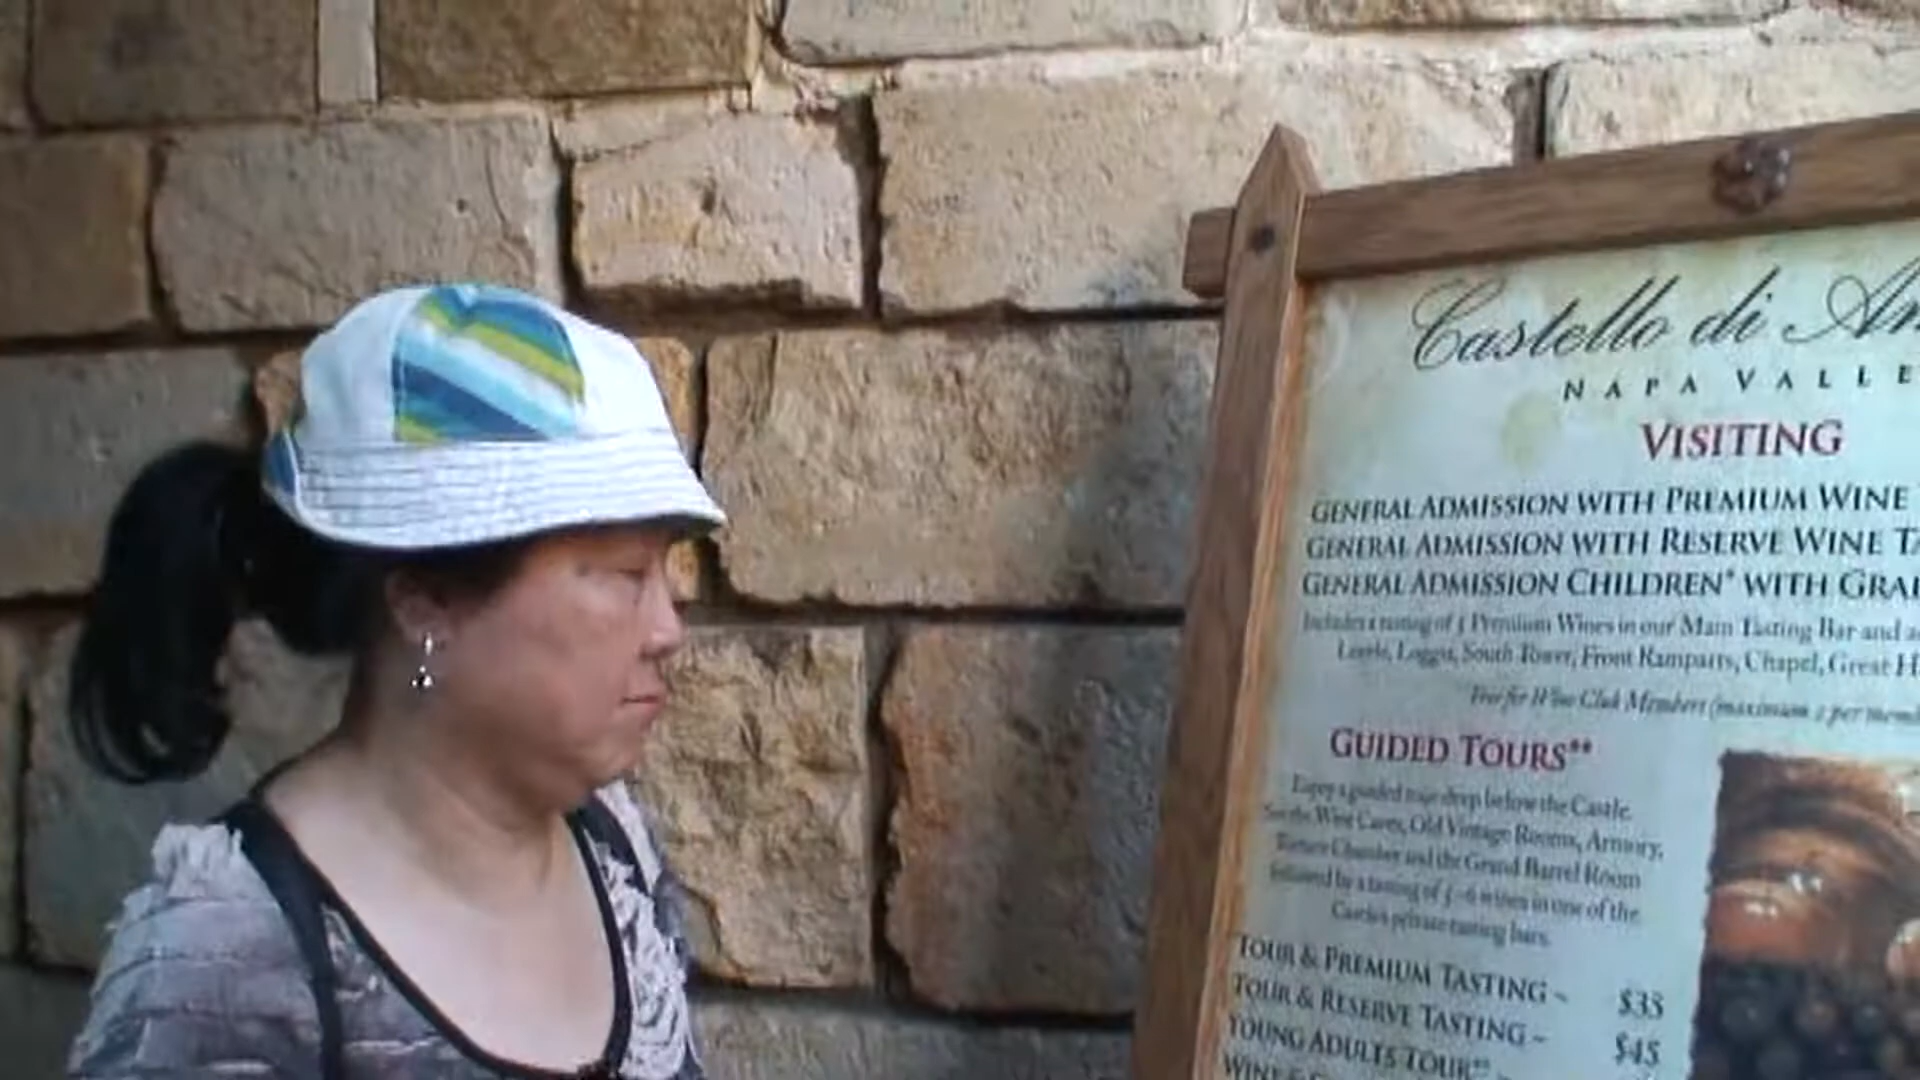 Castello di Am
NAPA VALLE
VISITING
GENERAL ADMISSION WITH PREMIUM WINE
GENERAL ADMISSION WITH RESERVE WINE TA
GENERAL ADMISSION CHILDREN* WITH GRA
Includes a tasting of 5 Premium Wines in our Main Tasting Bar and a
Levels, Loggia, South Tower, Front Ramparts, Chapel, Great H
Free for Wine Club Members (maximum 2 per memb
GUIDED TOURS**
Enjoy a guided tour deep below the Castle.
See the Wine Caves, Old Vintage Rooms, Armory,
Torture Chamber and the Grand Barrel Room
followed by a tasting of 5-6 wines in one of the
Castle's private tasting bars.
TOUR & PREMIUM TASTING ~ $33
TOUR & RESERVE TASTING ~ $45
YOUNG ADULTS TOUR** ~
WINE &